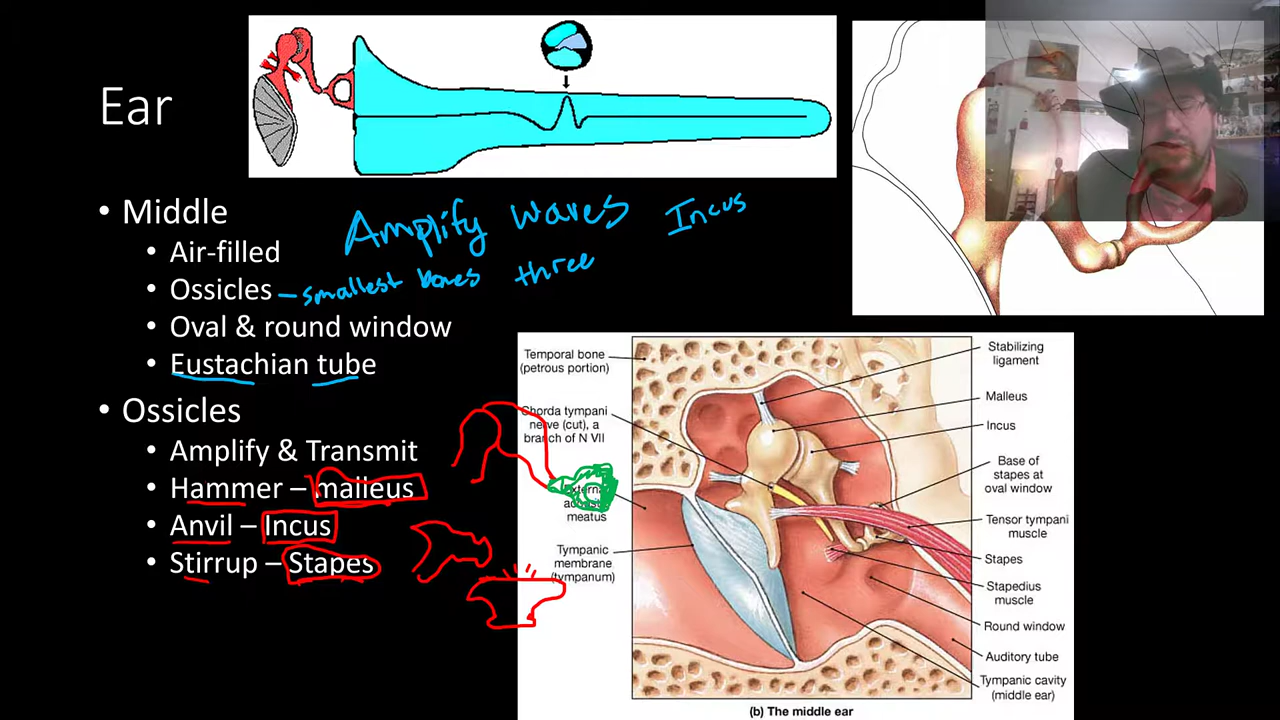 Ear
Middle
Air-filled
Ossicles – smallest bones three
Oval & round window
Eustachian tube
Amplify waves Incus
Ossicles
Amplify & Transmit
Hammer – malleus
Anvil – Incus
Stirrup – Stapes
Temporal bone
(petrous portion)
Chorda tympani
nerve (cut), a
branch of N VII
External
meatus
Tympanic
membrane
(tympanum)
Stabilizing
ligament
Malleus
Incus
Base of
stapes at
oval window
Tensor tympani
muscle
Stapes
Stapedius
muscle
Round window
Auditory tube
Tympanic cavity
(middle ear)
(b) The middle ear